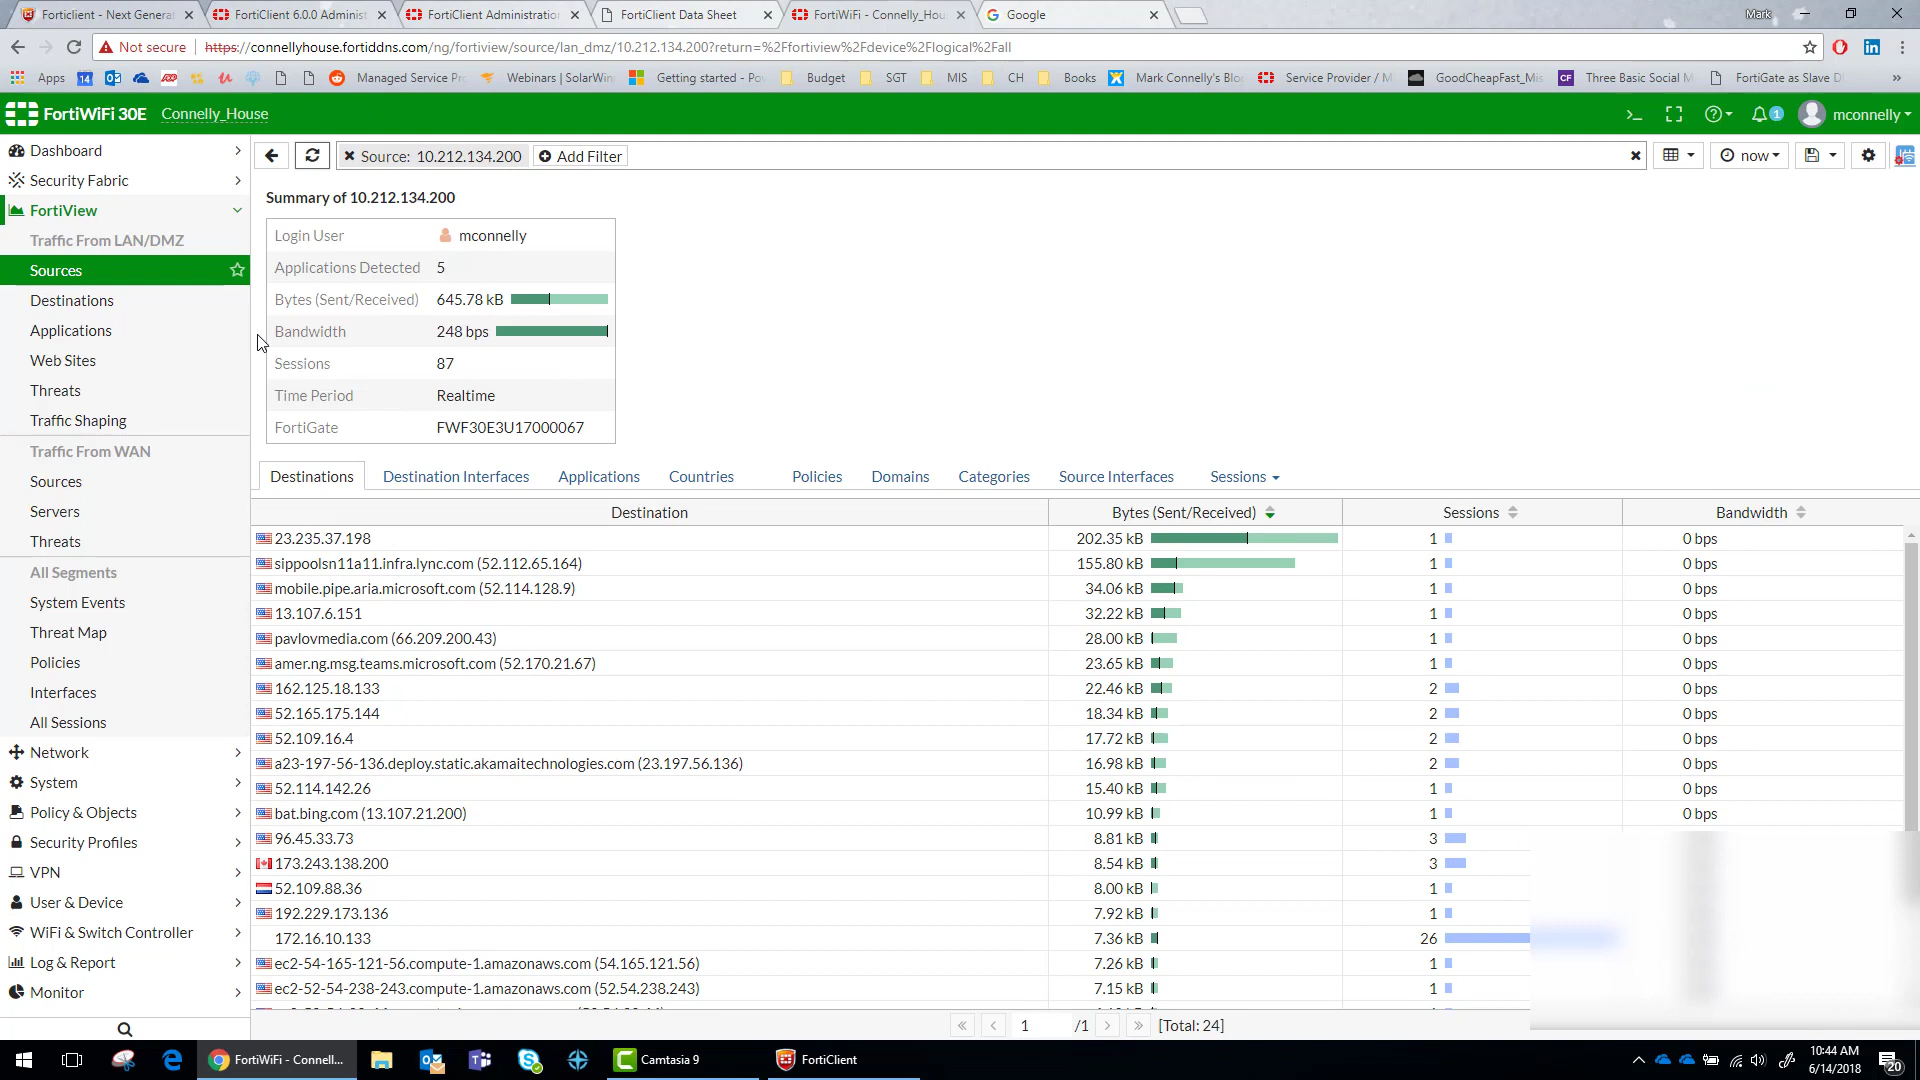 Forticlient - Next Genera
FortiClient 6.0.0 Administ
FortiClient Administratio
FortiClient Data Sheet
FortiWiFi - Connelly_Hou
Google
Mark
Not secure
https://connellyhouse.fortiddns.com/ng/fortiview/source/lan_dmz/10.212.134.200?return=%2Ffortiview%2Fdevice%2Flogical%2Fall
Apps
14
Managed Service Pr
Webinars | SolarWin
Getting started - Po
Budget
SGT
MIS
CH
Books
Mark Connelly's Blo
Service Provider / M
GoodCheapFast_Mis
CF
Three Basic Social M
FortiGate as Slave D
»
FortiWiFi 30E
Connelly_House
1
mconnelly
Dashboard
Security Fabric
FortiView
Traffic From LAN/DMZ
Sources
Destinations
Applications
Web Sites
Threats
Traffic Shaping
Traffic From WAN
Sources
Servers
Threats
All Segments
System Events
Threat Map
Policies
Interfaces
All Sessions
Network
System
Policy & Objects
Security Profiles
VPN
User & Device
WiFi & Switch Controller
Log & Report
Monitor
Source: 10.212.134.200
Add Filter
now
Summary of 10.212.134.200
Login User mconnelly
Applications Detected 5
Bytes (Sent/Received) 645.78 kB
Bandwidth 248 bps
Sessions 87
Time Period Realtime
FortiGate FWF30E3U17000067
Destinations Destination Interfaces Applications Countries Policies Domains Categories Source Interfaces Sessions
Destination Bytes (Sent/Received) Sessions Bandwidth
23.235.37.198 202.35 kB 1 0 bps
sippoolsn11a11.infra.lync.com (52.112.65.164) 155.80 kB 1 0 bps
mobile.pipe.aria.microsoft.com (52.114.128.9) 34.06 kB 1 0 bps
13.107.6.151 32.22 kB 1 0 bps
pavlovmedia.com (66.209.200.43) 28.00 kB 1 0 bps
amer.ng.msg.teams.microsoft.com (52.170.21.67) 23.65 kB 1 0 bps
162.125.18.133 22.46 kB 2 0 bps
52.165.175.144 18.34 kB 2 0 bps
52.109.16.4 17.72 kB 2 0 bps
a23-197-56-136.deploy.static.akamaitechnologies.com (23.197.56.136) 16.98 kB 2 0 bps
52.114.142.26 15.40 kB 1 0 bps
bat.bing.com (13.107.21.200) 10.99 kB 1 0 bps
96.45.33.73 8.81 kB 3
173.243.138.200 8.54 kB 3
52.109.88.36 8.00 kB 1
192.229.173.136 7.92 kB 1
172.16.10.133 7.36 kB 26
ec2-54-165-121-56.compute-1.amazonaws.com (54.165.121.56) 7.26 kB 1
ec2-52-54-238-243.compute-1.amazonaws.com (52.54.238.243) 7.15 kB 1
« ‹ 1 /1 › » [Total: 24]
FortiWiFi - Connell...
Camtasia 9
FortiClient
10:44 AM
6/14/2018
20